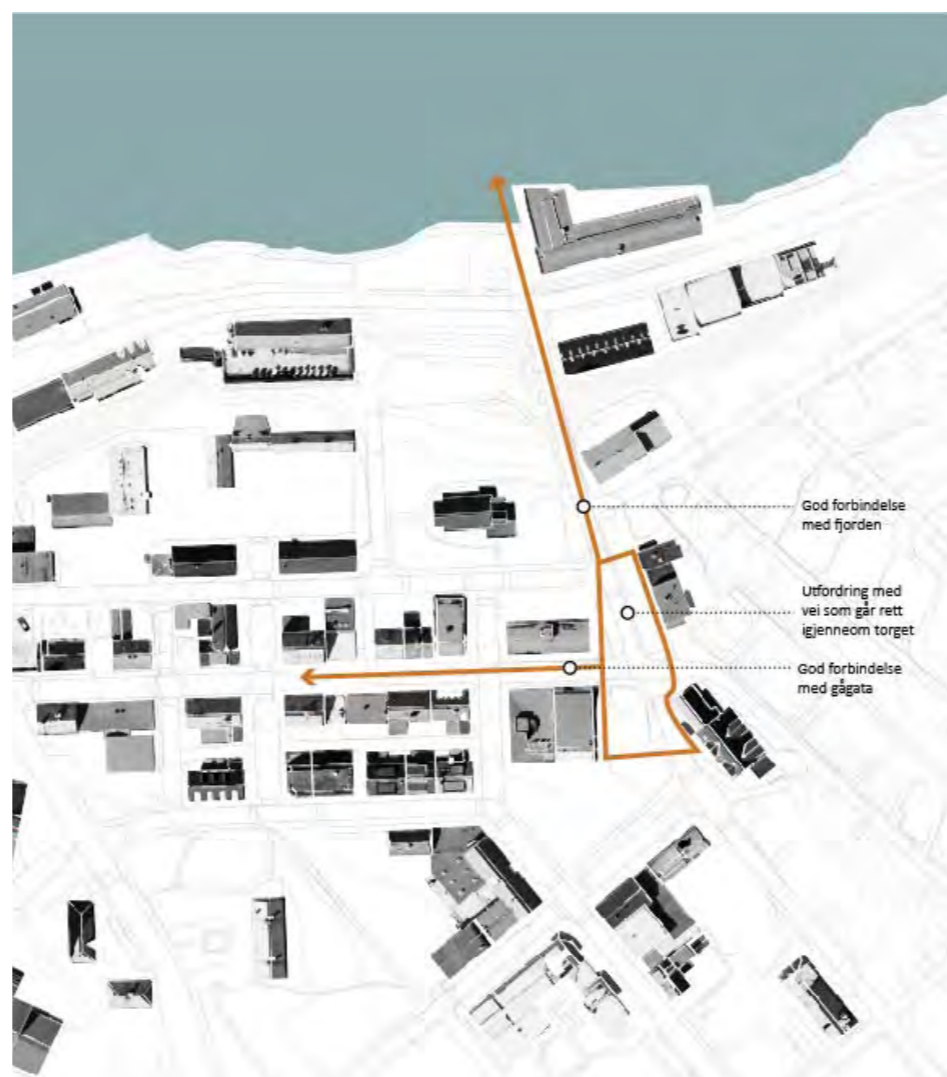 God forbindelse
med fjorden
Utfordring med
vei som går rett
igjenneom torget
God forbindelse
med gågata